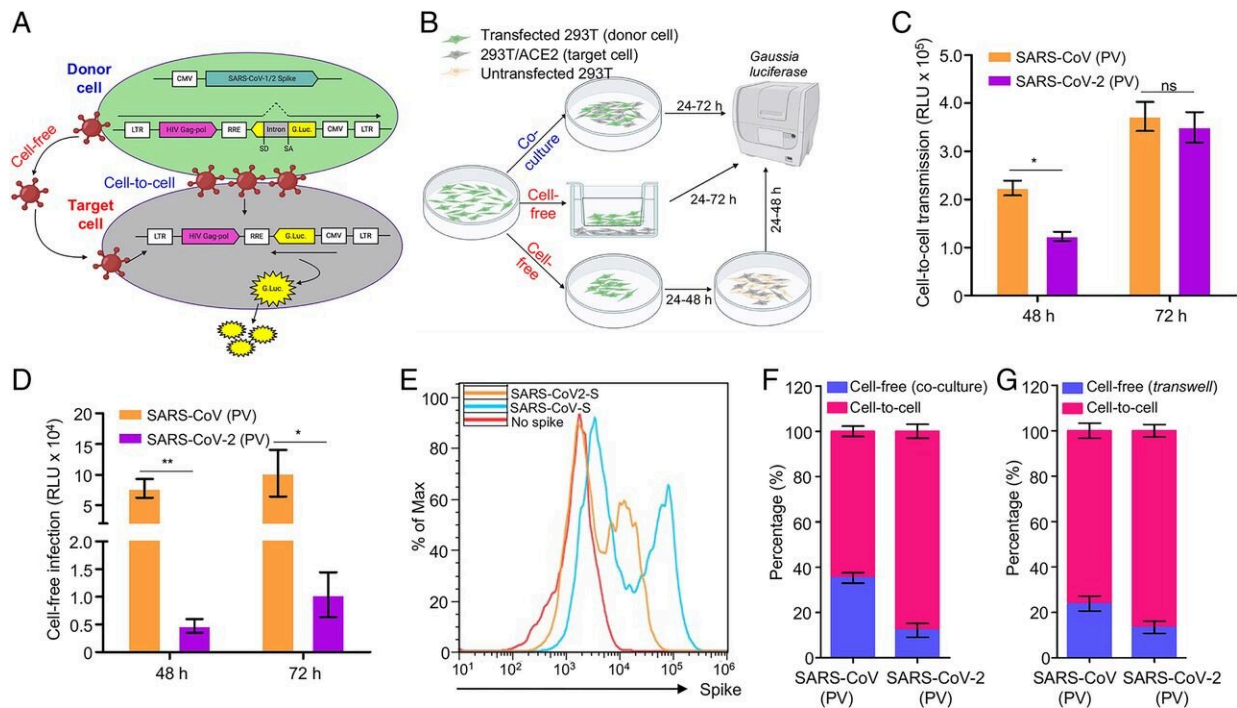 A
Donor
cell
CMV
SARS-CoV-1/2 Spike
LTR
HIV Gag-pol
RRE
Intron
G.Luc.
CMV
LTR
SD
SA
Cell-free
Cell-to-cell
Target
cell
LTR
HIV Gag-pol
RRE
G.Luc.
CMV
LTR
G.Luc.
B
Transfected 293T (donor cell)
293T/ACE2 (target cell)
Untransfected 293T
Gaussia
luciferase
24-72 h
Co-
culture
Cell-
free
24-72 h
Cell-
free
24-48 h
24-48 h
C
SARS-CoV (PV)
SARS-CoV-2 (PV)
Cell-to-cell transmission (RLU x 10⁵)
5.0
4.0
3.0
2.0
1.0
0
*
ns
48 h
72 h
D
SARS-CoV (PV)
SARS-CoV-2 (PV)
Cell-free infection (RLU x 10⁴)
20
15
10
5
2.0
1.5
1.0
0.5
0
**
*
48 h
72 h
E
SARS-CoV2-S
SARS-CoV-S
No spike
% of Max
100
80
60
40
20
0
10¹
10²
10³
10⁴
10⁵
10⁶
Spike
F
Cell-free (co-culture)
Cell-to-cell
Percentage (%)
120
100
80
60
40
20
0
SARS-CoV
(PV)
SARS-CoV-2
(PV)
G
Cell-free (transwell)
Cell-to-cell
Percentage (%)
120
100
80
60
40
20
0
SARS-CoV
(PV)
SARS-CoV-2
(PV)